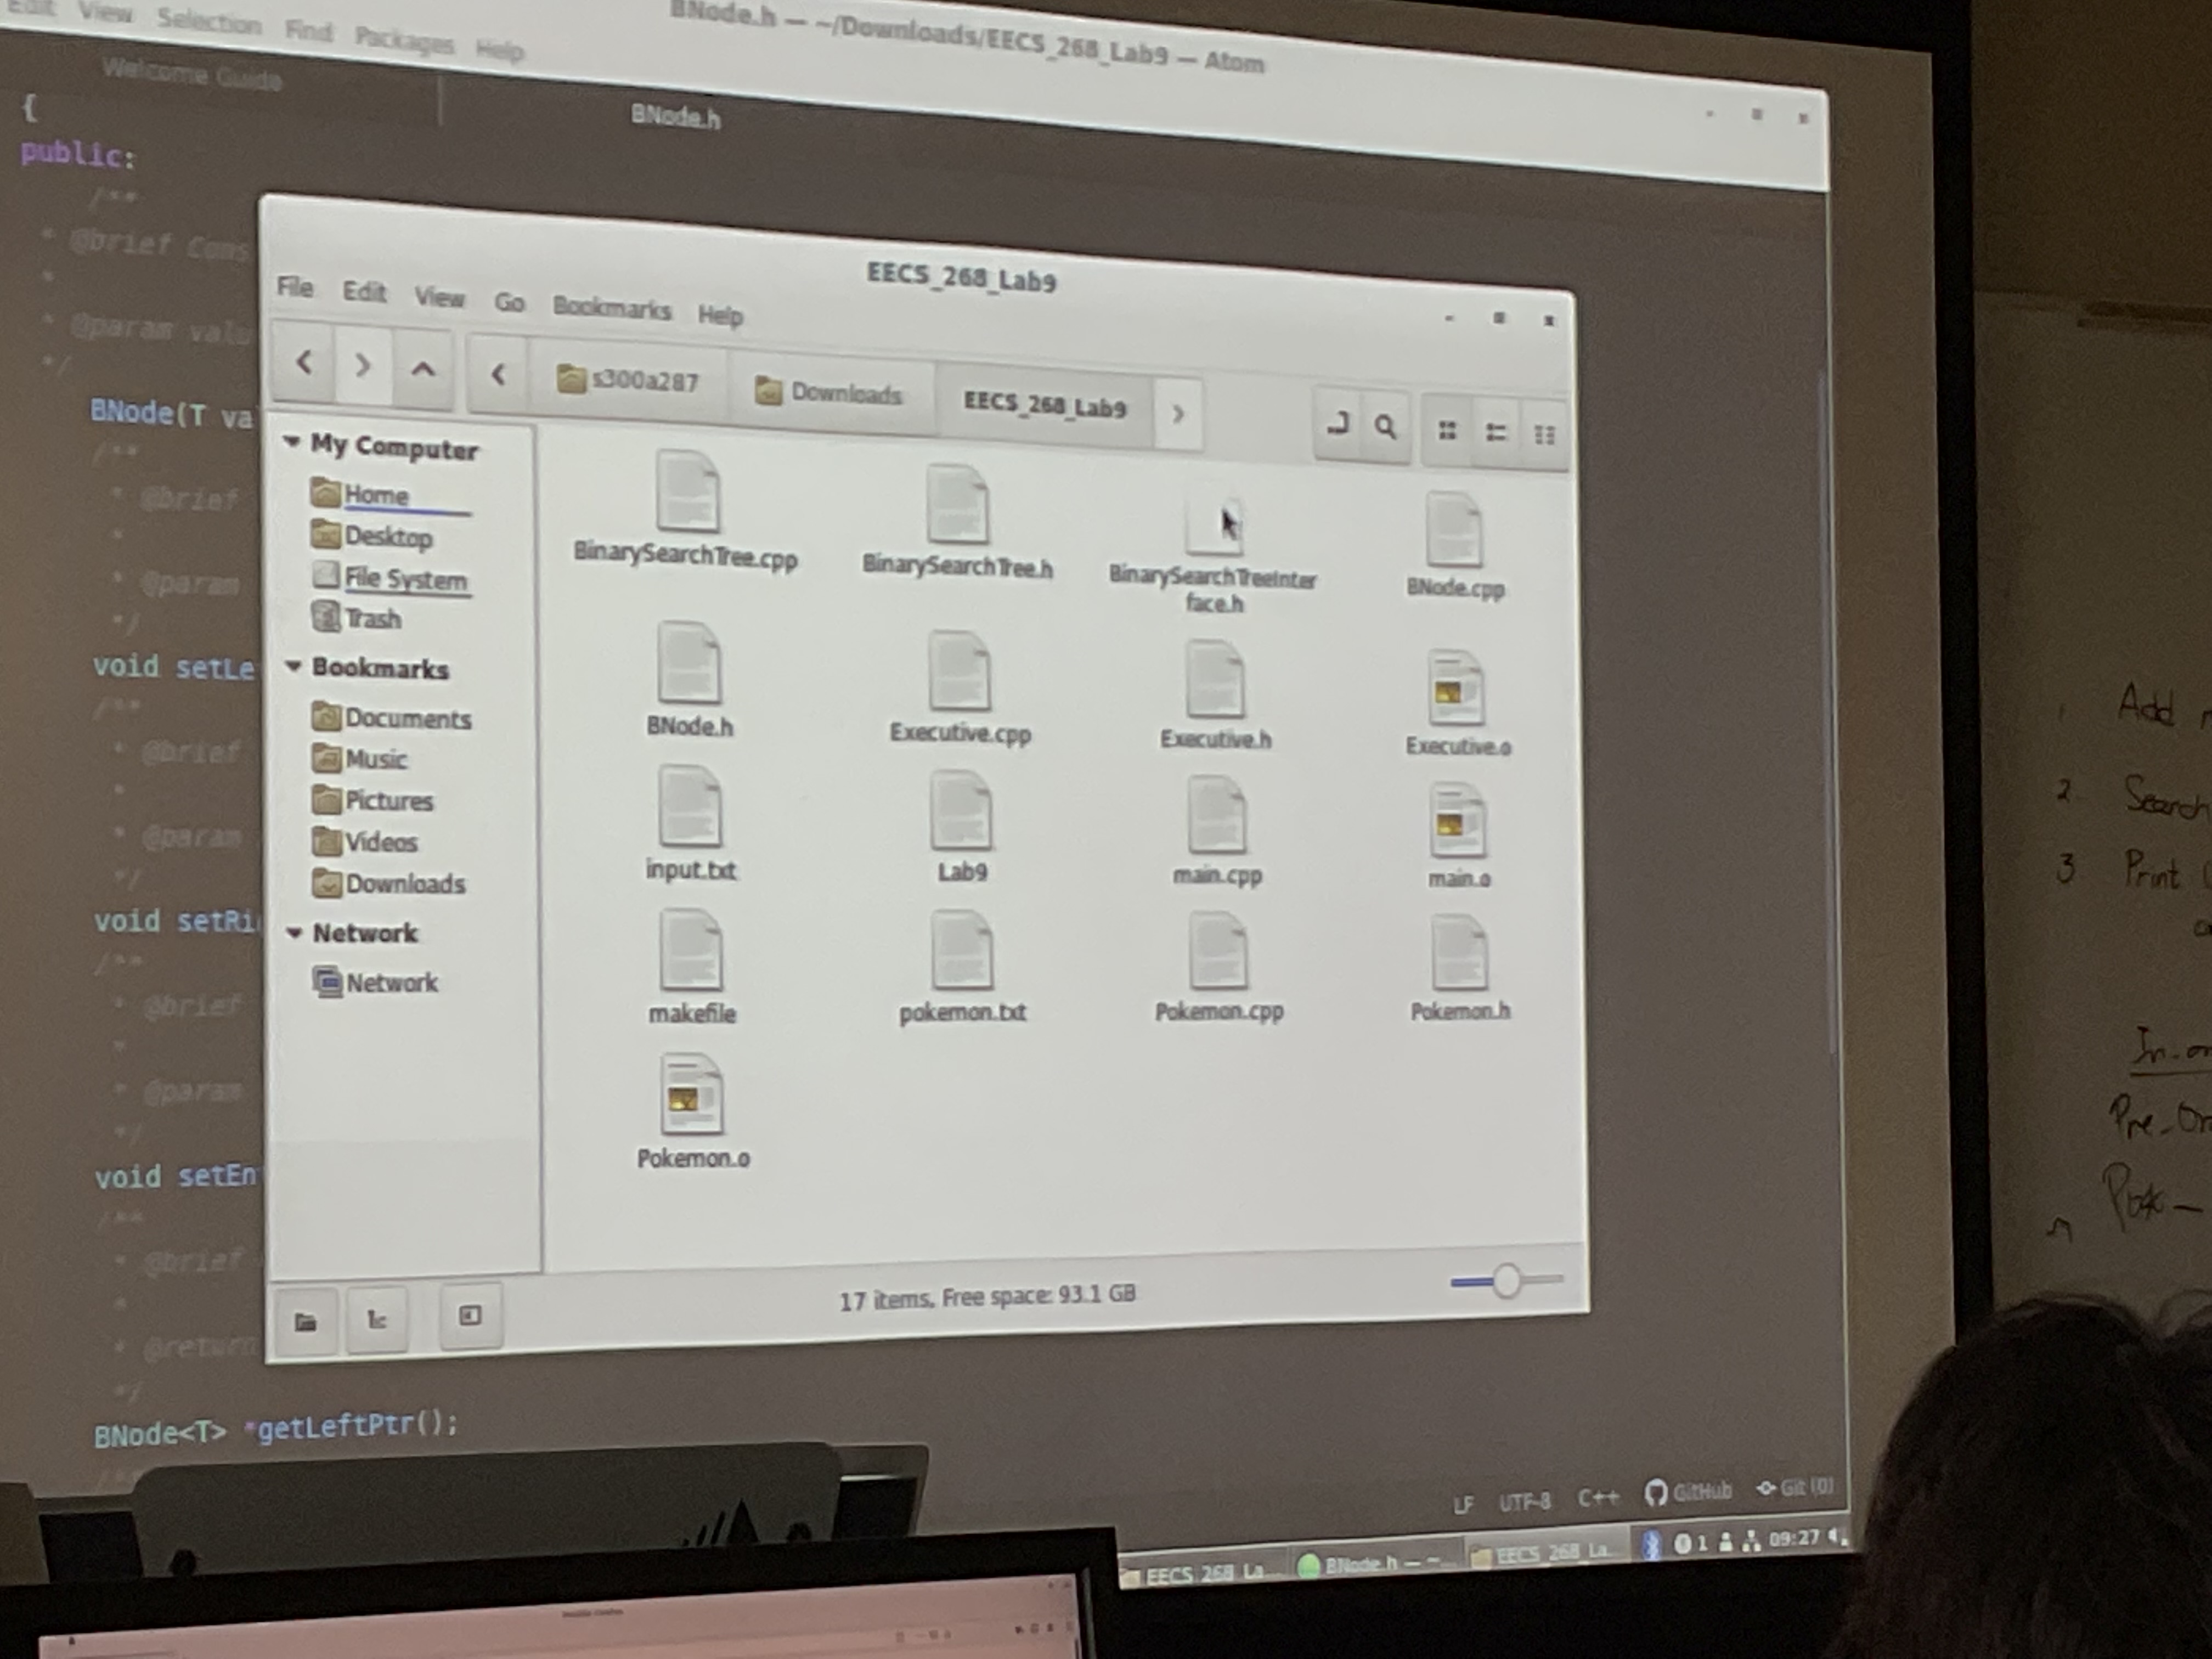 Edit View Selection Find Packages Help
BNode.h — ~/Downloads/EECS_268_Lab9 — Atom
Welcome Guide
BNode.h
{
public:
/**
* @brief Cons
*
* @param valu
*/
BNode(T va
/**
* @brief
*
* @param
*/
void setLe
/**
* @brief
*
* @param
*/
void setRi
/**
* @brief
*
* @param
*/
void setEn
/**
* @brief
*
* @return
*/
BNode<T> *getLeftPtr();
EECS_268_Lab9
File Edit View Go Bookmarks Help
s300a287 Downloads EECS_268_Lab9
My Computer
Home
Desktop
File System
Trash
Bookmarks
Documents
Music
Pictures
Videos
Downloads
Network
Network
BinarySearchTree.cpp BinarySearchTree.h BinarySearchTreeInter BNode.cpp
face.h
BNode.h Executive.cpp Executive.h Executive.o
input.txt Lab9 main.cpp main.o
makefile pokemon.txt Pokemon.cpp Pokemon.h
Pokemon.o
17 items, Free space: 93.1 GB
LF UTF-8 C++ GitHub Git (0)
EECS_268_La... BNode.h — ~... EECS_268_La... 1 09:27
Add
2. Search
3 Print
In-or
Pre-Or
Post-